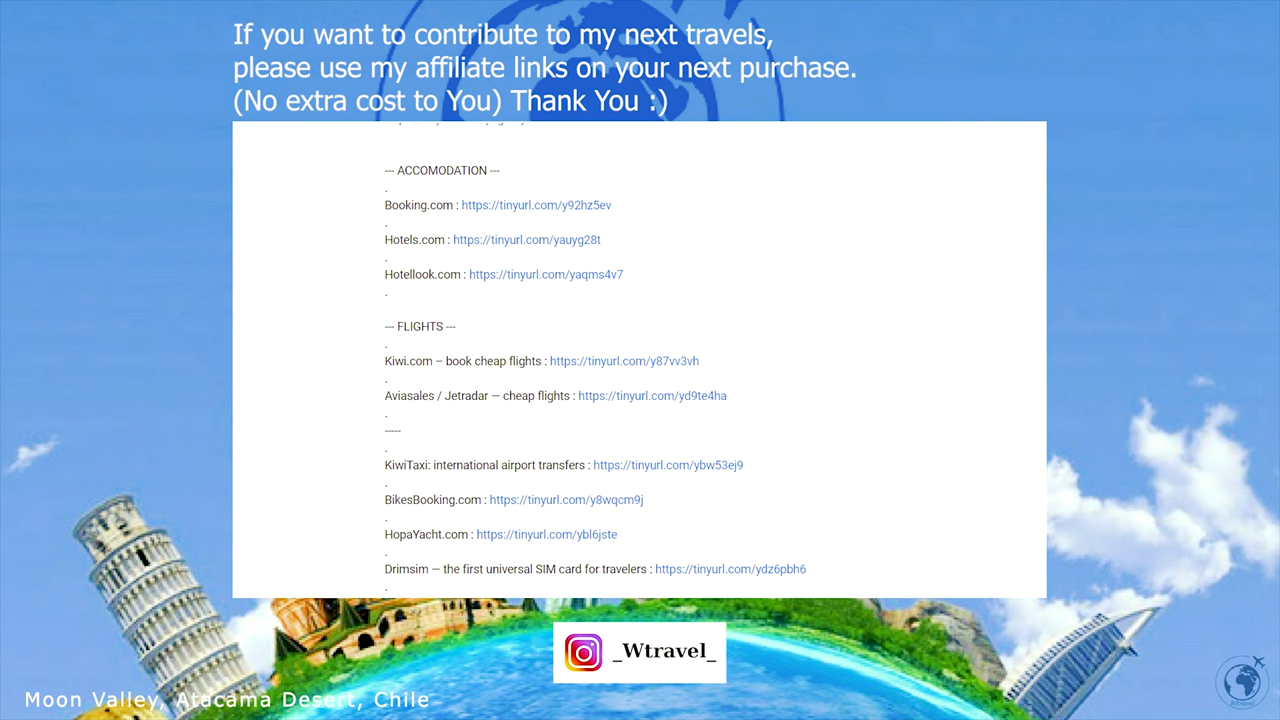 If you want to contribute to my next travels,
please use my affiliate links on your next purchase.
(No extra cost to You) Thank You :)
--- ACCOMODATION ---
.
Booking.com : https://tinyurl.com/y92hz5ev
.
Hotels.com : https://tinyurl.com/yauyg28t
.
Hotellook.com : https://tinyurl.com/yaqms4v7
.
--- FLIGHTS ---
.
Kiwi.com – book cheap flights : https://tinyurl.com/y87vv3vh
.
Aviasales / Jetradar — cheap flights : https://tinyurl.com/yd9te4ha
.
-----
.
KiwiTaxi: international airport transfers : https://tinyurl.com/ybw53ej9
.
BikesBooking.com : https://tinyurl.com/y8wqcm9j
.
HopaYacht.com : https://tinyurl.com/ybl6jste
.
Drimsim — the first universal SIM card for travelers : https://tinyurl.com/ydz6pbh6
.
_Wtravel_
Moon Valley, Atacama Desert, Chile
Wtravel